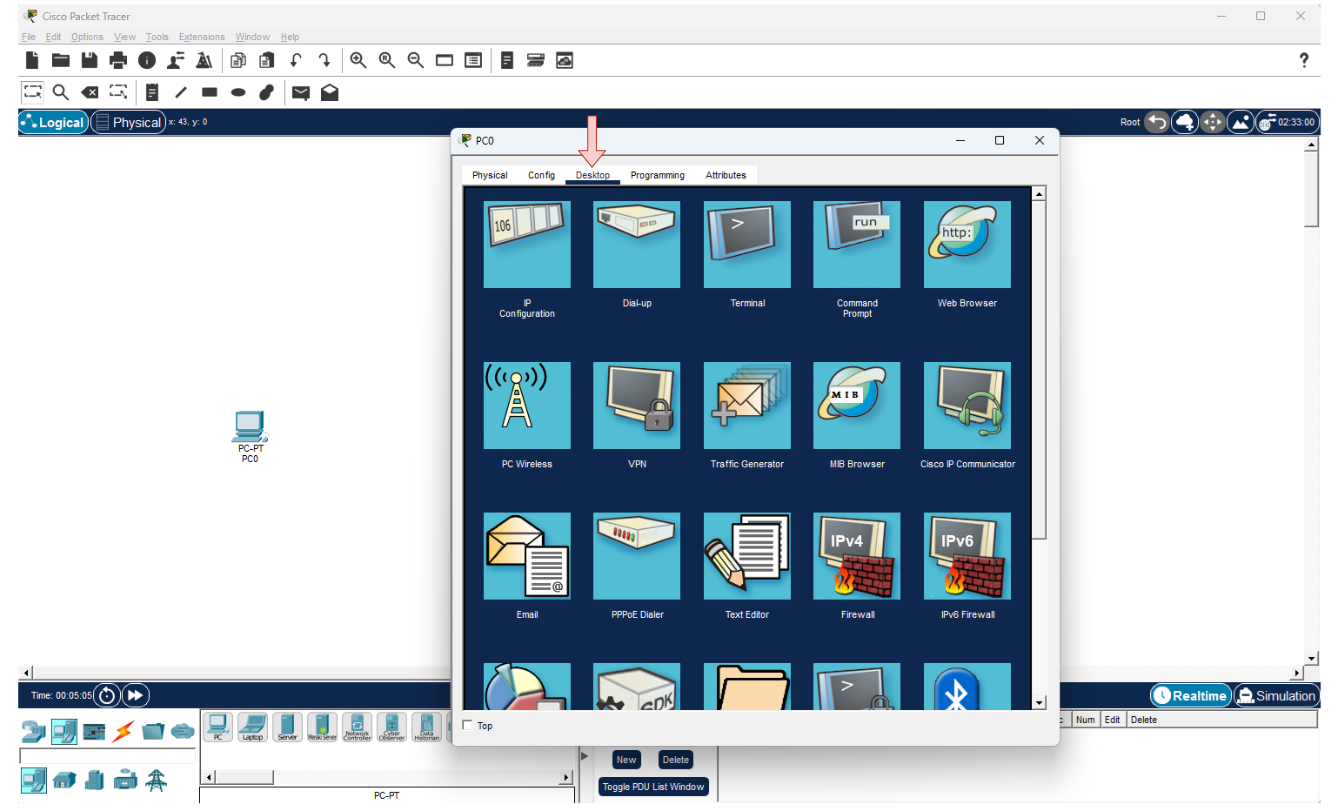 Cisco Packet Tracer
File Edit Options View Tools Extensions Window Help
?
Logical Physical x: 43, y: 0
Root 02:33:00
PC0
Physical Config Desktop Programming Attributes
106
>
run
http:
IP
Configuration
Dial-up
Terminal
Command
Prompt
Web Browser
MIB
PC Wireless
VPN
Traffic Generator
MIB Browser
Cisco IP Communicator
@
IPv4
IPv6
Email
PPPoE Dialer
Text Editor
Firewall
IPv6 Firewall
SDK
>
Top
PC-PT
PC0
Time: 00:05:05
Realtime Simulation
PC
Laptop
Server
Meraki Server
Network
Controller
Cyber
Observer
Data
Historian
Num Edit Delete
New Delete
Toggle PDU List Window
PC-PT